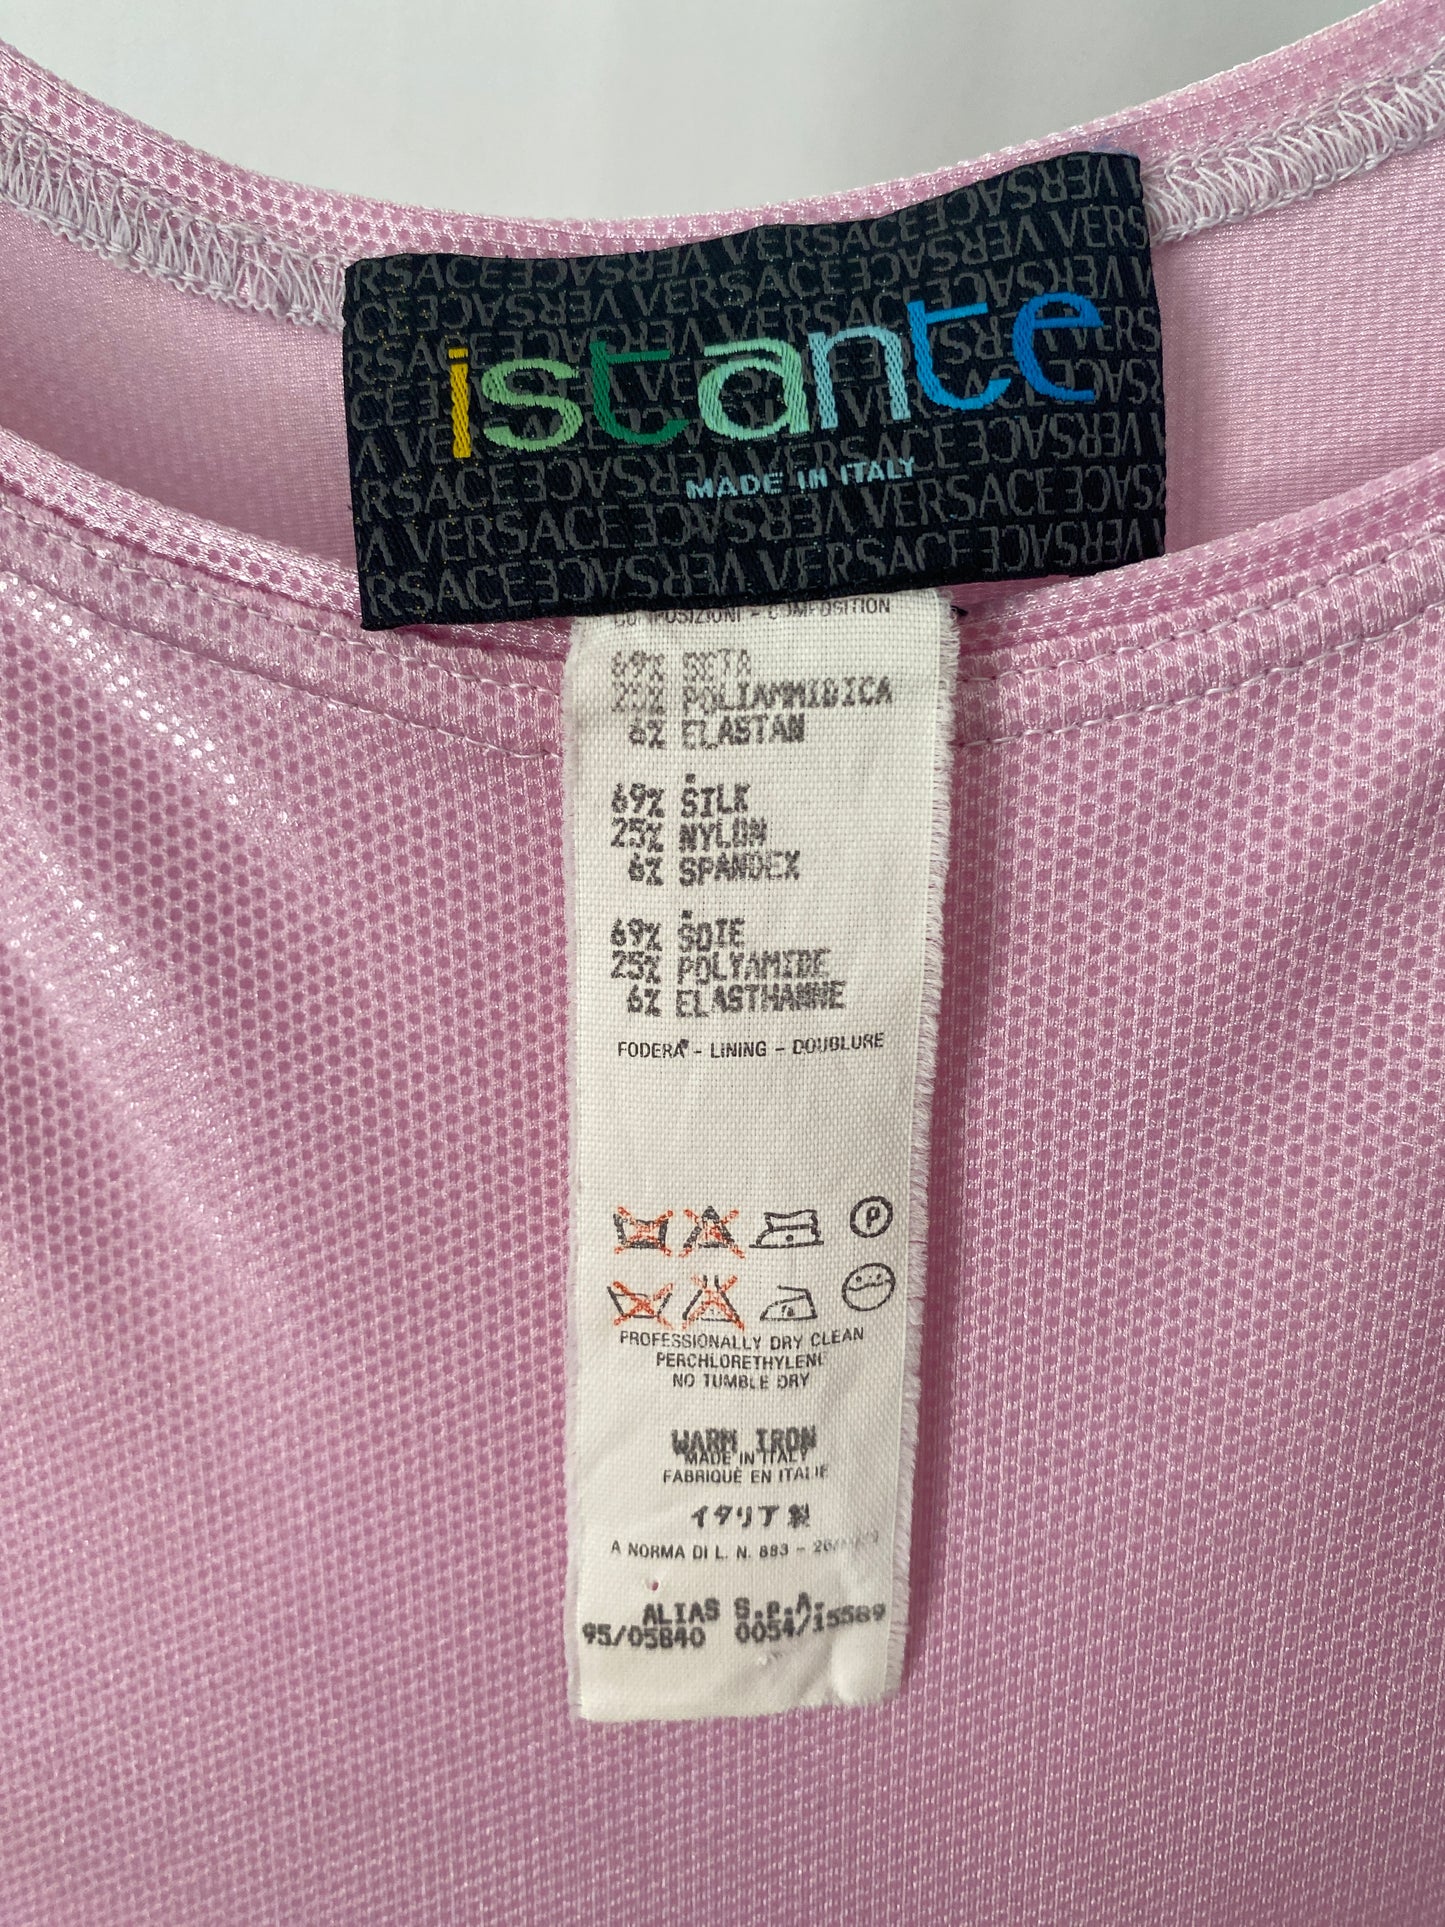 istante
MADE IN ITALY
COMPOSIZIONI - COMPOSITION
69% SETA
25% POLIAMMIDICA
6% ELASTAN
69% SILK
25% NYLON
6% SPANDEX
69% SOIE
25% POLYAMIDE
6% ELASTHANNE
FODERA - LINING - DOUBLURE
P
PROFESSIONALLY DRY CLEAN
PERCHLORETHYLENE
NO TUMBLE DRY
WARM IRON
MADE IN ITALY
FABRIQUÉ EN ITALIE
イタリア製
A NORMA DI L. N. 883 -
ALIAS S.p.A.
95/05840 0054/15589